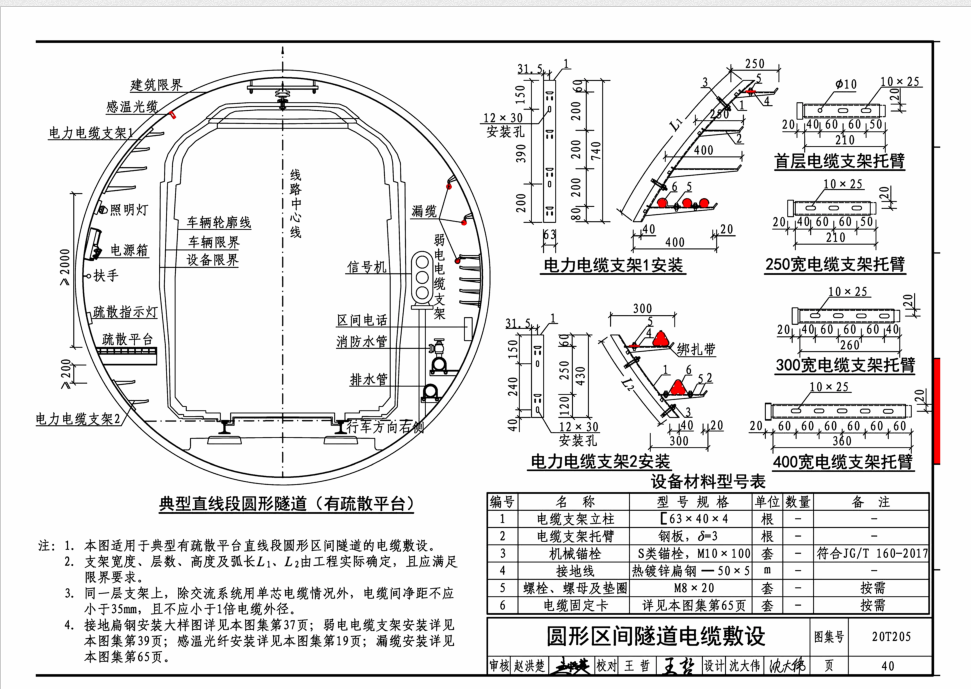 建筑限界
感温光缆
电力电缆支架1
照明灯
电源箱
≥2000
扶手
疏散指示灯
疏散平台
≥200
电力电缆支架2
线路中心线
车辆轮廓线
车辆限界
设备限界
漏缆
弱电电缆支架
信号机
区间电话
消防水管
排水管
行车方向右侧
典型直线段圆形隧道（有疏散平台）
31.5
1
150
390
200
12×30
安装孔
63
60
200
200
200
80
740
L1
250
3
5
4
1
250
2
400
6
5
40
20
400
电力电缆支架1安装
31.5
1
150
240
40
60
250
120
430
12×30
安装孔
300
5
4
绑扎带
L2
1
6
5
2
3
40
20
300
电力电缆支架2安装
ϕ10
10×25
20
20 40 60 60 50
210
首层电缆支架托臂
10×25
20
20 40 60 60 50
210
250宽电缆支架托臂
10×25
20
20 40 60 60 60 40
260
300宽电缆支架托臂
10×25
20
20 60 60 60 60 60 60
360
400宽电缆支架托臂
设备材料型号表
编号 名 称 型 号 规 格 单位 数量 备 注
1 电缆支架立柱 [63×40×4 根 - -
2 电缆支架托臂 钢板，δ=3 根 - -
3 机械锚栓 S类锚栓，M10×100 套 - 符合JG/T 160-2017
4 接地线 热镀锌扁钢 —50×5 m - -
5 螺栓、螺母及垫圈 M8×20 套 - 按需
6 电缆固定卡 详见本图集第65页 套 - 按需
注：1. 本图适用于典型有疏散平台直线段圆形区间隧道的电缆敷设。
2. 支架宽度、层数、高度及弧长L1、L2由工程实际确定，且应满足
限界要求。
3. 同一层支架上，除交流系统用单芯电缆情况外，电缆间净距不应
小于35mm，且不应小于1倍电缆外径。
4. 接地扁钢安装大样图详见本图集第37页；弱电电缆支架安装详见
本图集第39页；感温光纤安装详见本图集第19页；漏缆安装详见
本图集第65页。
圆形区间隧道电缆敷设 图集号 20T205
审核 赵洪楚 校对 王 哲 王哲 设计 沈大伟 沈大伟 页 40